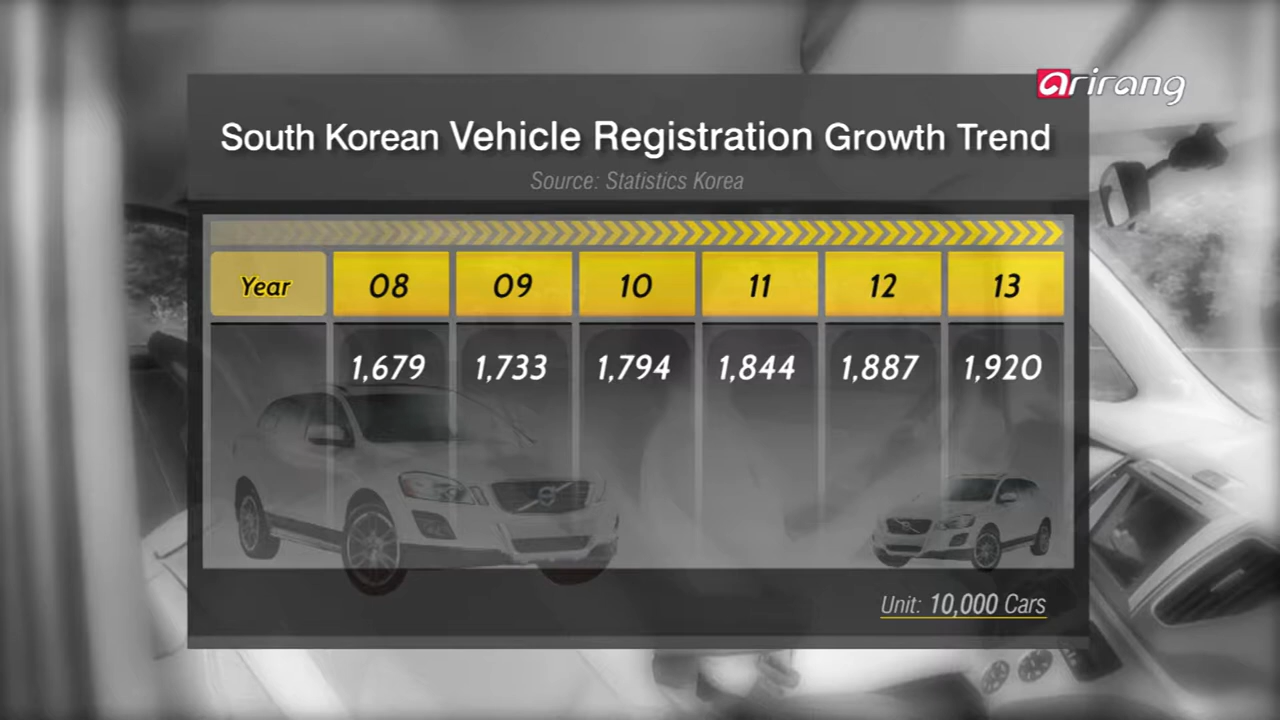 arirang
South Korean Vehicle Registration Growth Trend
Source: Statistics Korea
Year 08 09 10 11 12 13
1,679 1,733 1,794 1,844 1,887 1,920
Unit: 10,000 Cars